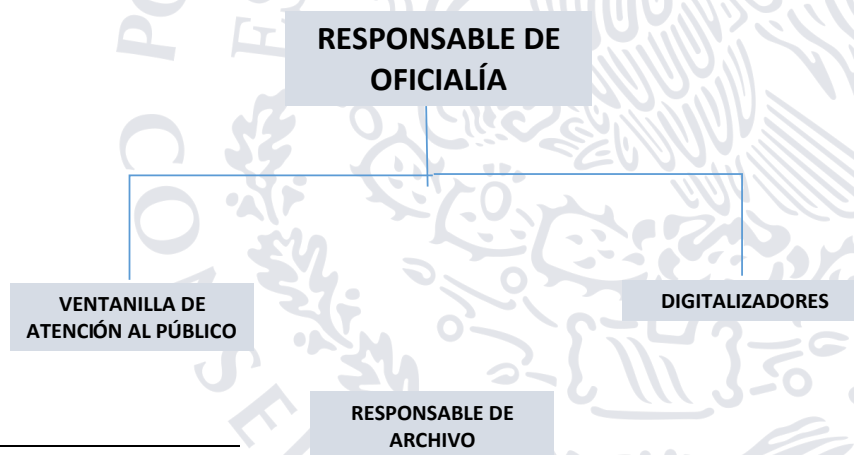 RESPONSABLE DE
OFICIALÍA
VENTANILLA DE
ATENCIÓN AL PÚBLICO
DIGITALIZADORES
RESPONSABLE DE
ARCHIVO